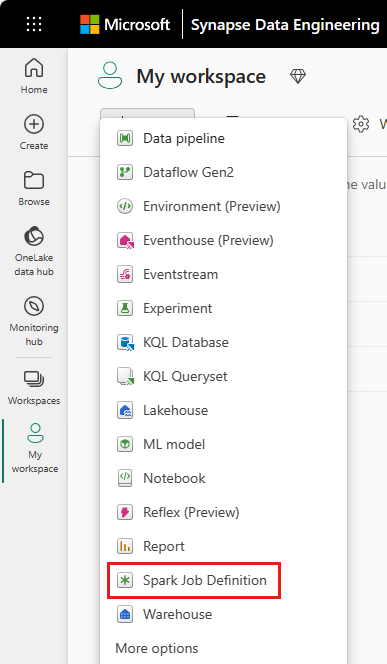 Microsoft Synapse Data Engineering
My workspace
Home
Create
Browse
OneLake
data hub
Monitoring
hub
Workspaces
My
workspace
Data pipeline
Dataflow Gen2
Environment (Preview)
Eventhouse (Preview)
Eventstream
Experiment
KQL Database
KQL Queryset
Lakehouse
ML model
Notebook
Reflex (Preview)
Report
Spark Job Definition
Warehouse
More options